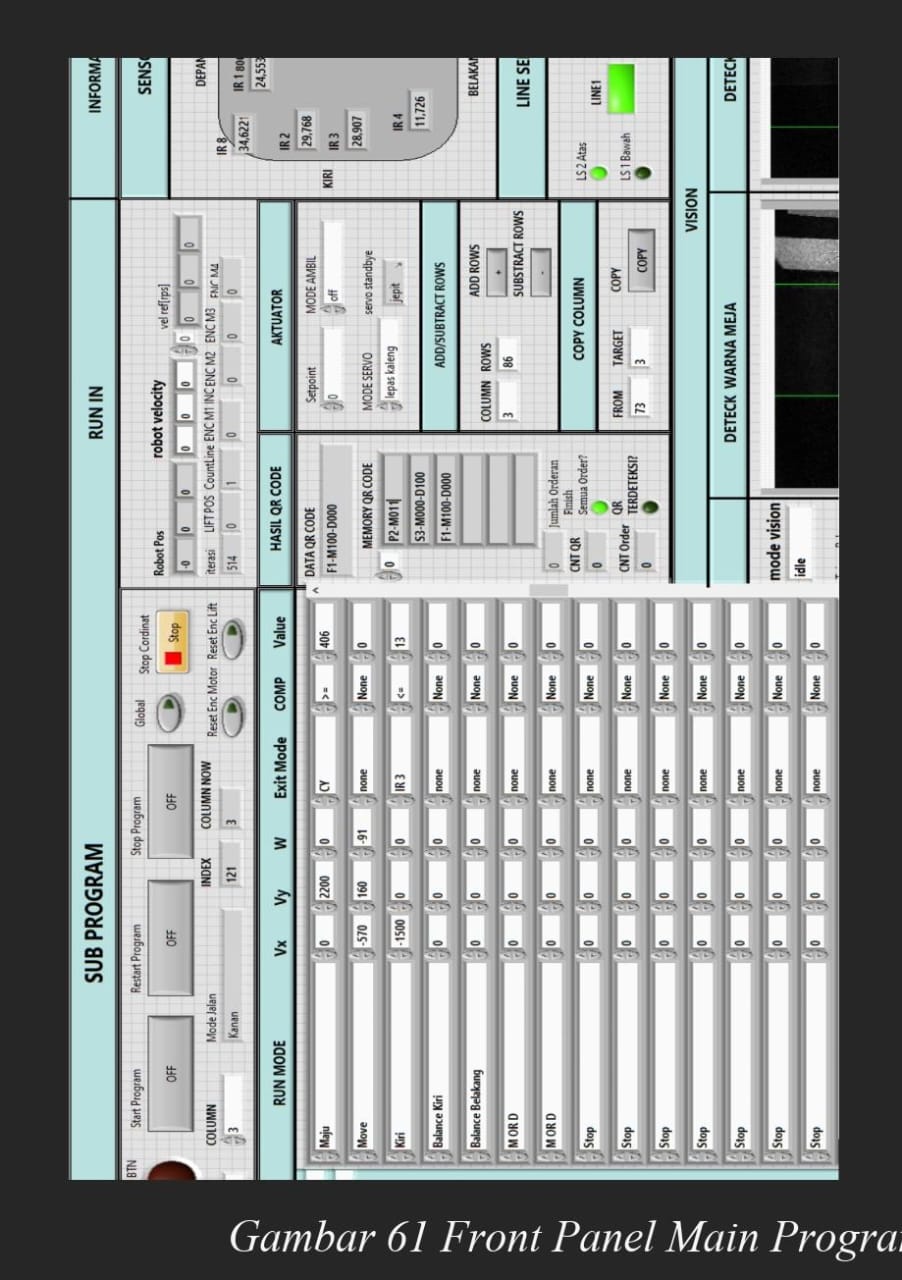 SUB PROGRAM
RUN IN
INFORMA
BTN
Start Program
OFF
Restart Program
OFF
Stop Program
OFF
Global
Stop Cordinat
Stop
COLUMN
3
Mode Jalan
Kanan
INDEX
121
COLUMN NOW
3
Reset Enc Motor
Reset Enc Lift
Robot Pos
-0
0
0
robot velocity
0
0
0
vel ref[rps]
0
0
0
0
iterasi
514
LIFT POS
0
CountLine
1
ENC M1
0
INC ENC M2
0
ENC M3
0
ENC M4
0
SENSO
DEPAN
IR 8
34,6221
IR 1 80
24,553
IR 2
29,768
IR 3
28,907
IR 4
11,726
KIRI
BELAKAN
RUN MODE
Vx
Vy
W
Exit Mode
COMP
Value
Maju
0
2200
0
CY
>=
406
Move
-570
160
-91
none
None
0
Kiri
-1500
0
0
IR 3
<=
13
Balance Kiri
0
0
0
none
None
0
Balance Belakang
0
0
0
none
None
0
M OR D
0
0
0
none
None
0
M OR D
0
0
0
none
None
0
Stop
0
0
0
none
None
0
Stop
0
0
0
none
None
0
Stop
0
0
0
none
None
0
Stop
0
0
0
none
None
0
Stop
0
0
0
none
None
0
Stop
0
0
0
none
None
0
Stop
0
0
0
none
None
0
HASIL QR CODE
DATA QR CODE
F1-M100-D000
MEMORY QR CODE
0
P2-M011
S3-M000-D100
F1-M100-D000
0
Jumlah Orderan
CNT QR
0
Finish
Semua Order?
CNT Order
0
QR
TERDETEKSI?
AKTUATOR
Setpoint
0
MODE AMBIL
off
MODE SERVO
lepas kaleng
servo standbye
jepit
ADD/SUBTRACT ROWS
COLUMN
3
ROWS
86
ADD ROWS
+
SUBSTRACT ROWS
-
COPY COLUMN
FROM
73
TARGET
3
COPY
COPY
LINE SE
LS 2 Atas
LINE1
LS 1 Bawah
VISION
mode vision
idle
DETECK WARNA MEJA
DETECK
Gambar 61 Front Panel Main Progra